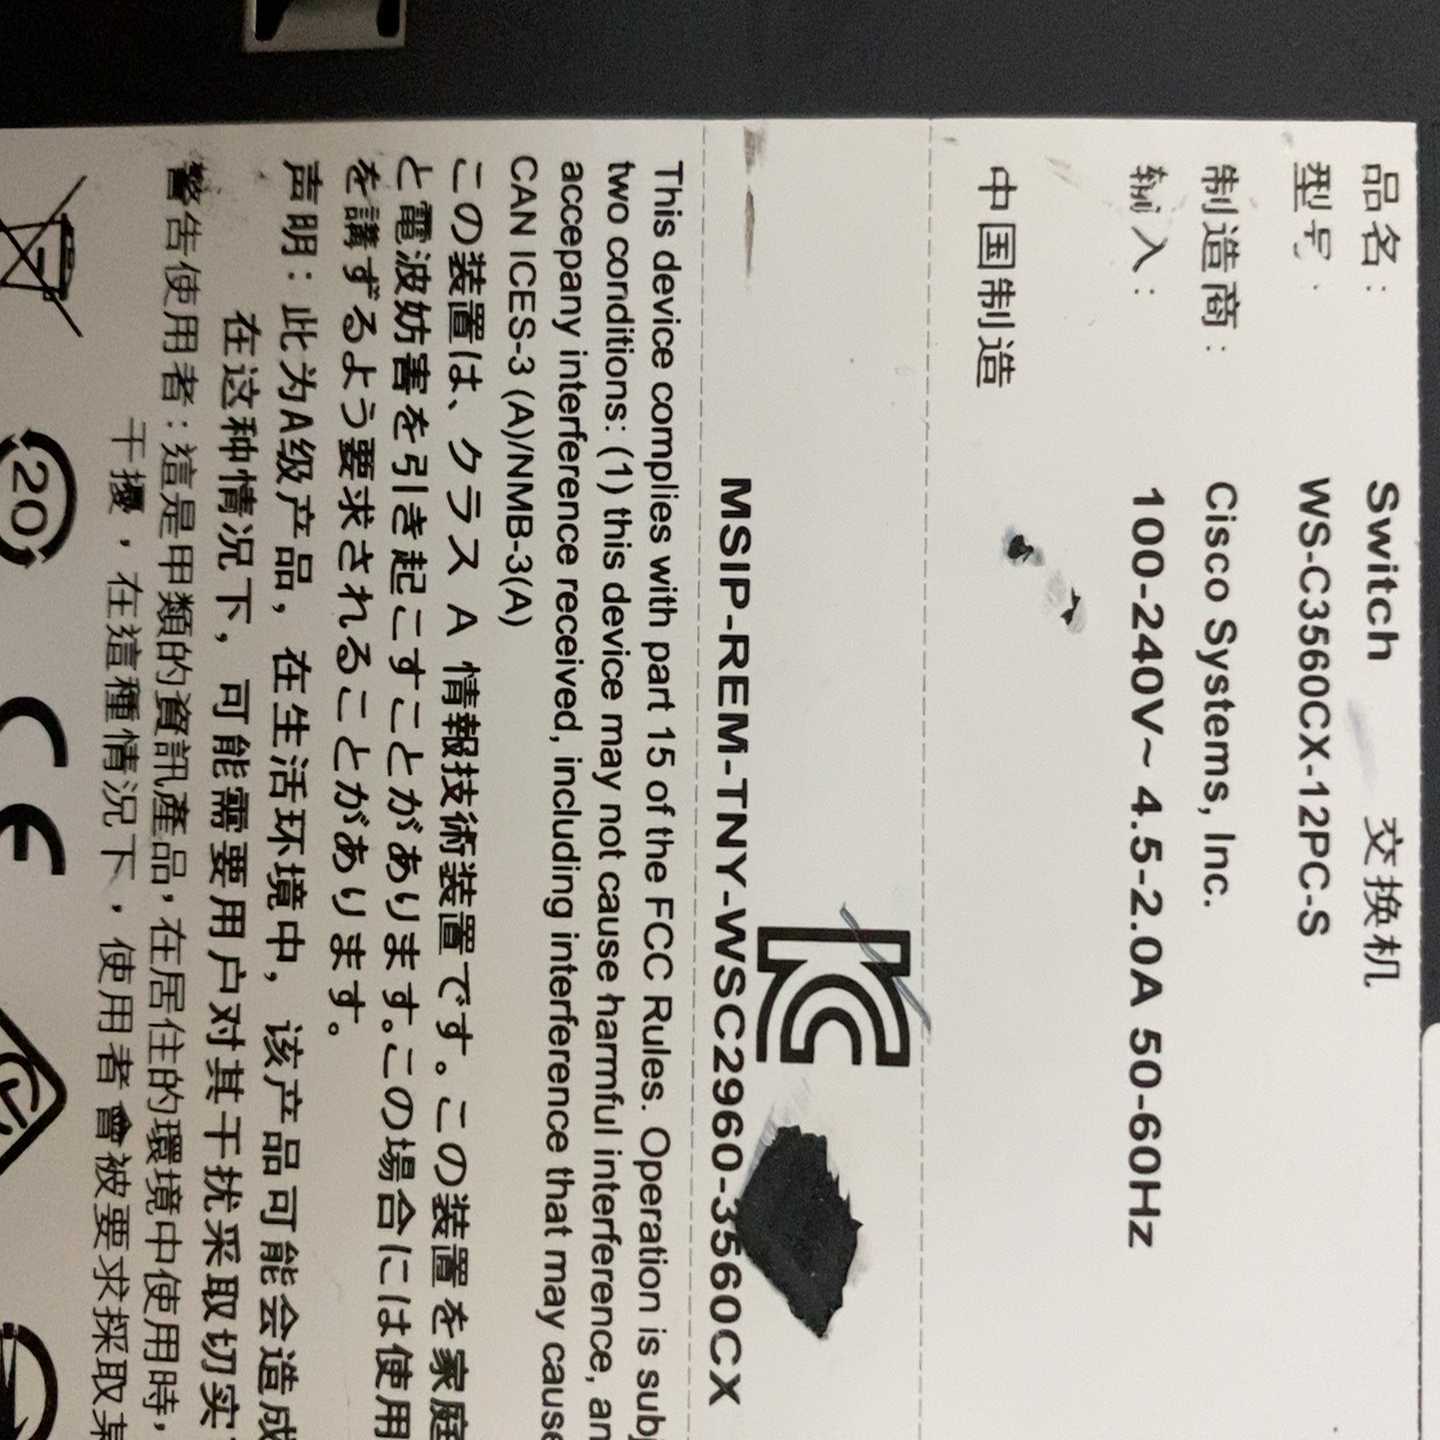 品名： Switch 交换机
型号 WS-C3560CX-12PC-S
制造商： Cisco Systems, Inc.
输入： 100-240V~ 4.5-2.0A 50-60Hz
中国制造
MSIP-REM-TNY-WSC2960-3560CX
This device complies with part 15 of the FCC Rules. Operation is subj
two conditions: (1) this device may not cause harmful interference, an
accepany interference received, including interference that may cause
CAN ICES-3 (A)/NMB-3(A)
この装置は、クラス A 情報技術装置です。この装置を家庭
と電波妨害を引き起こすことがあります。この場合には使用
を講ずるよう要求されることがあります。
声明：此为A级产品，在生活环境中，该产品可能会造成
在这种情况下，可能需要用户对其干扰采取切实
警告使用者：這是甲類的資訊產品，在居住的環境中使用時，
干擾，在這種情況下，使用者會被要求採取某
20
CE